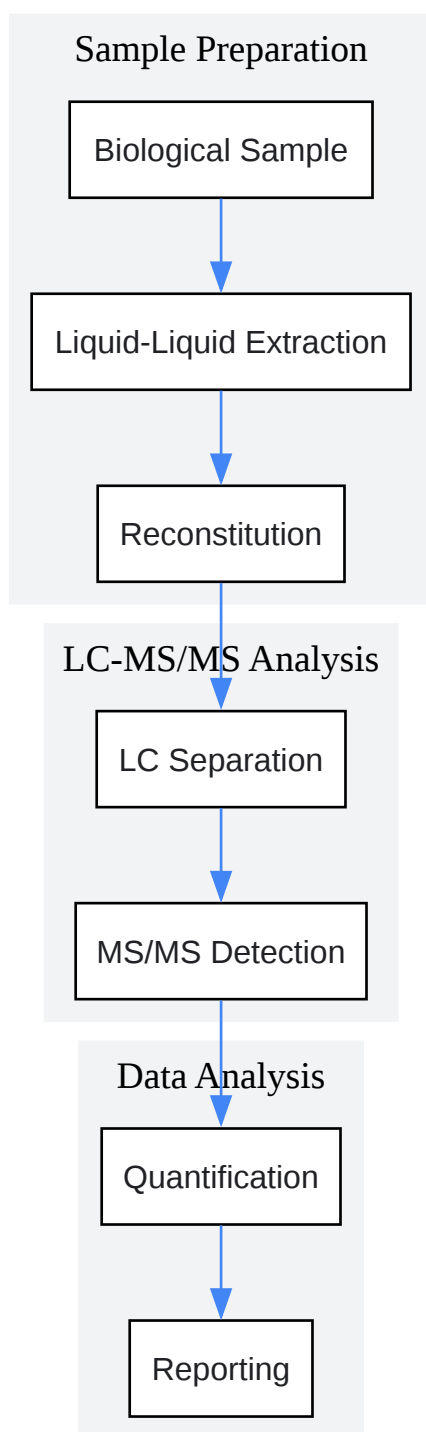 Sample Preparation
Biological Sample
Liquid-Liquid Extraction
Reconstitution
LC-MS/MS Analysis
LC Separation
MS/MS Detection
Data Analysis
Quantification
Reporting